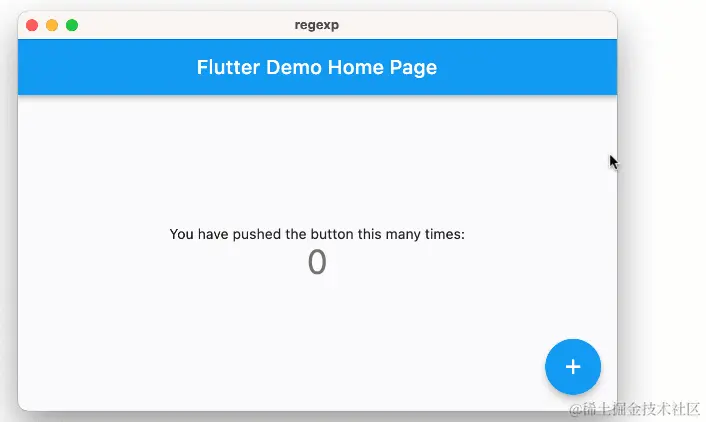 regexp
Flutter Demo Home Page
You have pushed the button this many times:
0
+
@稀土掘金技术社区